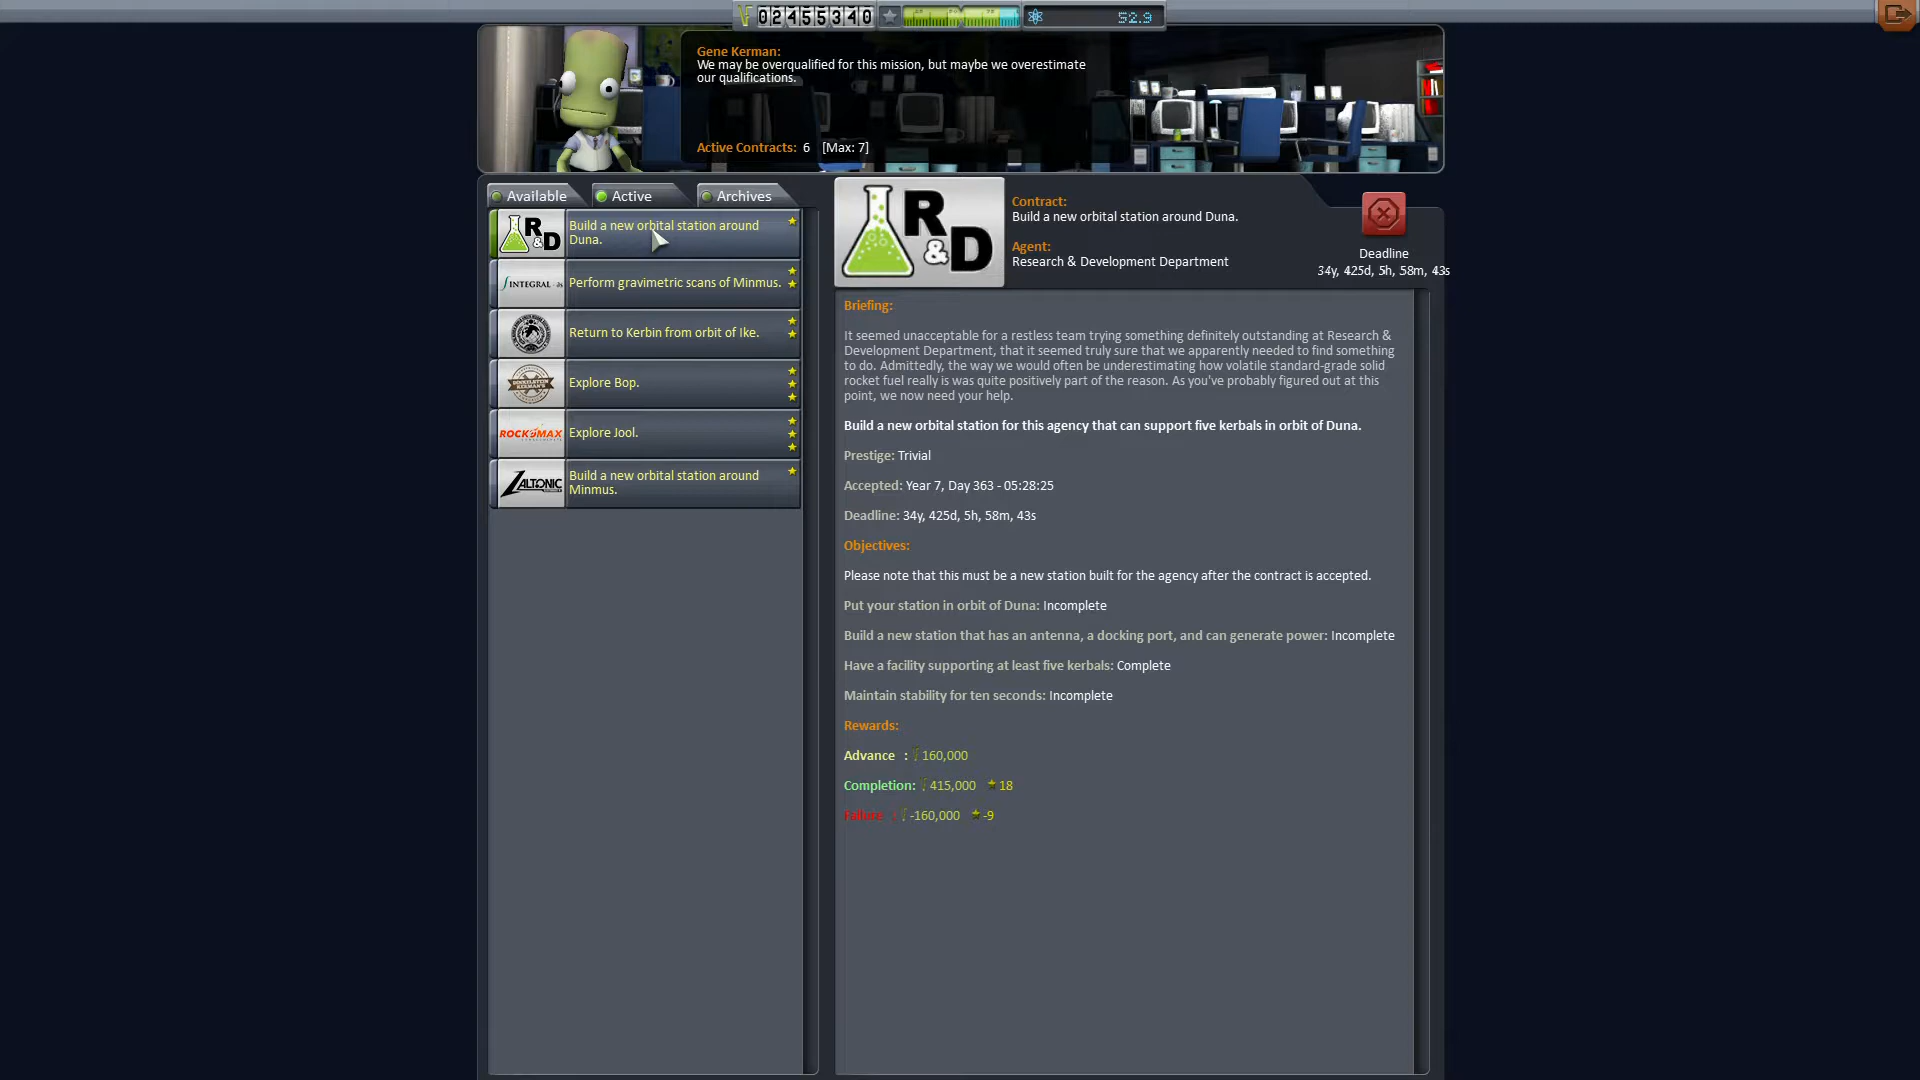 02455340
52.9
Gene Kerman:
We may be overqualified for this mission, but maybe we overestimate
our qualifications.
Active Contracts: 6 [Max: 7]
Available
Active
Archives
R&D
Build a new orbital station around
Duna.
INTEGRAL
Perform gravimetric scans of Minmus.
Return to Kerbin from orbit of Ike.
Explore Bop.
ROCKOMAX
Explore Jool.
ZALTONIC
Build a new orbital station around
Minmus.
R&D
Contract:
Build a new orbital station around Duna.
Agent:
Research & Development Department
Deadline
34y, 425d, 5h, 58m, 43s
Briefing:
It seemed unacceptable for a restless team trying something definitely outstanding at Research &
Development Department, that it seemed truly sure that we apparently needed to find something
to do. Admittedly, the way we would often be underestimating how volatile standard-grade solid
rocket fuel really is was quite positively part of the reason. As you've probably figured out at this
point, we now need your help.
Build a new orbital station for this agency that can support five kerbals in orbit of Duna.
Prestige: Trivial
Accepted: Year 7, Day 363 - 05:28:25
Deadline: 34y, 425d, 5h, 58m, 43s
Objectives:
Please note that this must be a new station built for the agency after the contract is accepted.
Put your station in orbit of Duna: Incomplete
Build a new station that has an antenna, a docking port, and can generate power: Incomplete
Have a facility supporting at least five kerbals: Complete
Maintain stability for ten seconds: Incomplete
Rewards:
Advance : 160,000
Completion: 415,000 18
Failure : -160,000 -9